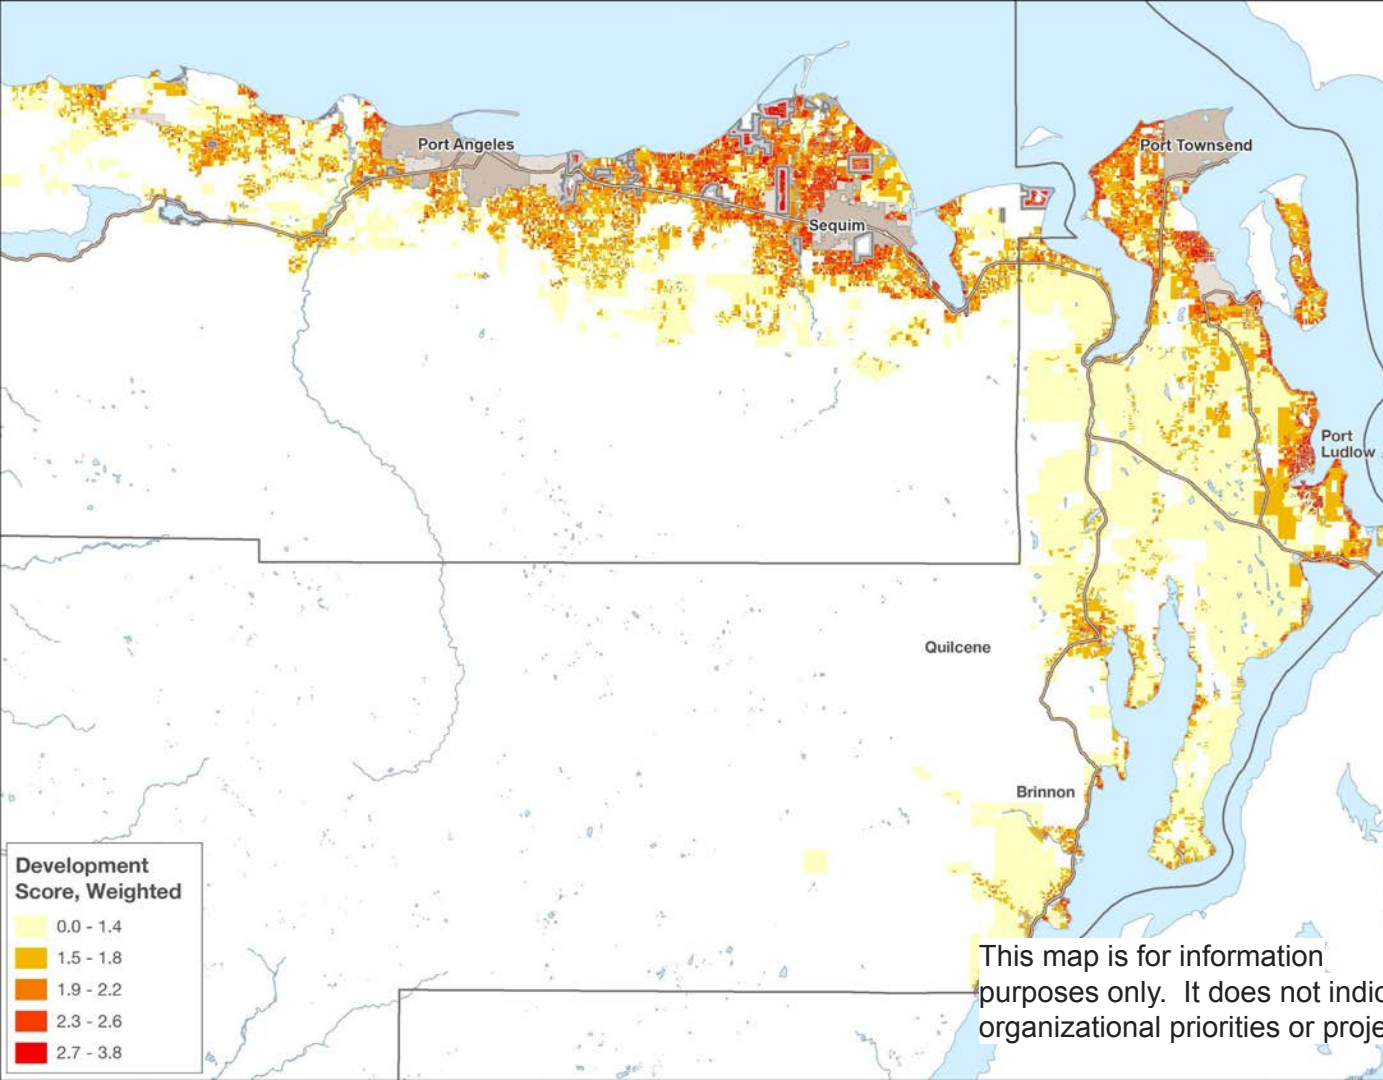 Port Angeles
Port Townsend
Sequim
Port
Ludlow
Quilcene
Brinnon
Development
Score, Weighted
0.0 - 1.4
1.5 - 1.8
1.9 - 2.2
2.3 - 2.6
2.7 - 3.8
This map is for information
purposes only. It does not indic
organizational priorities or proje